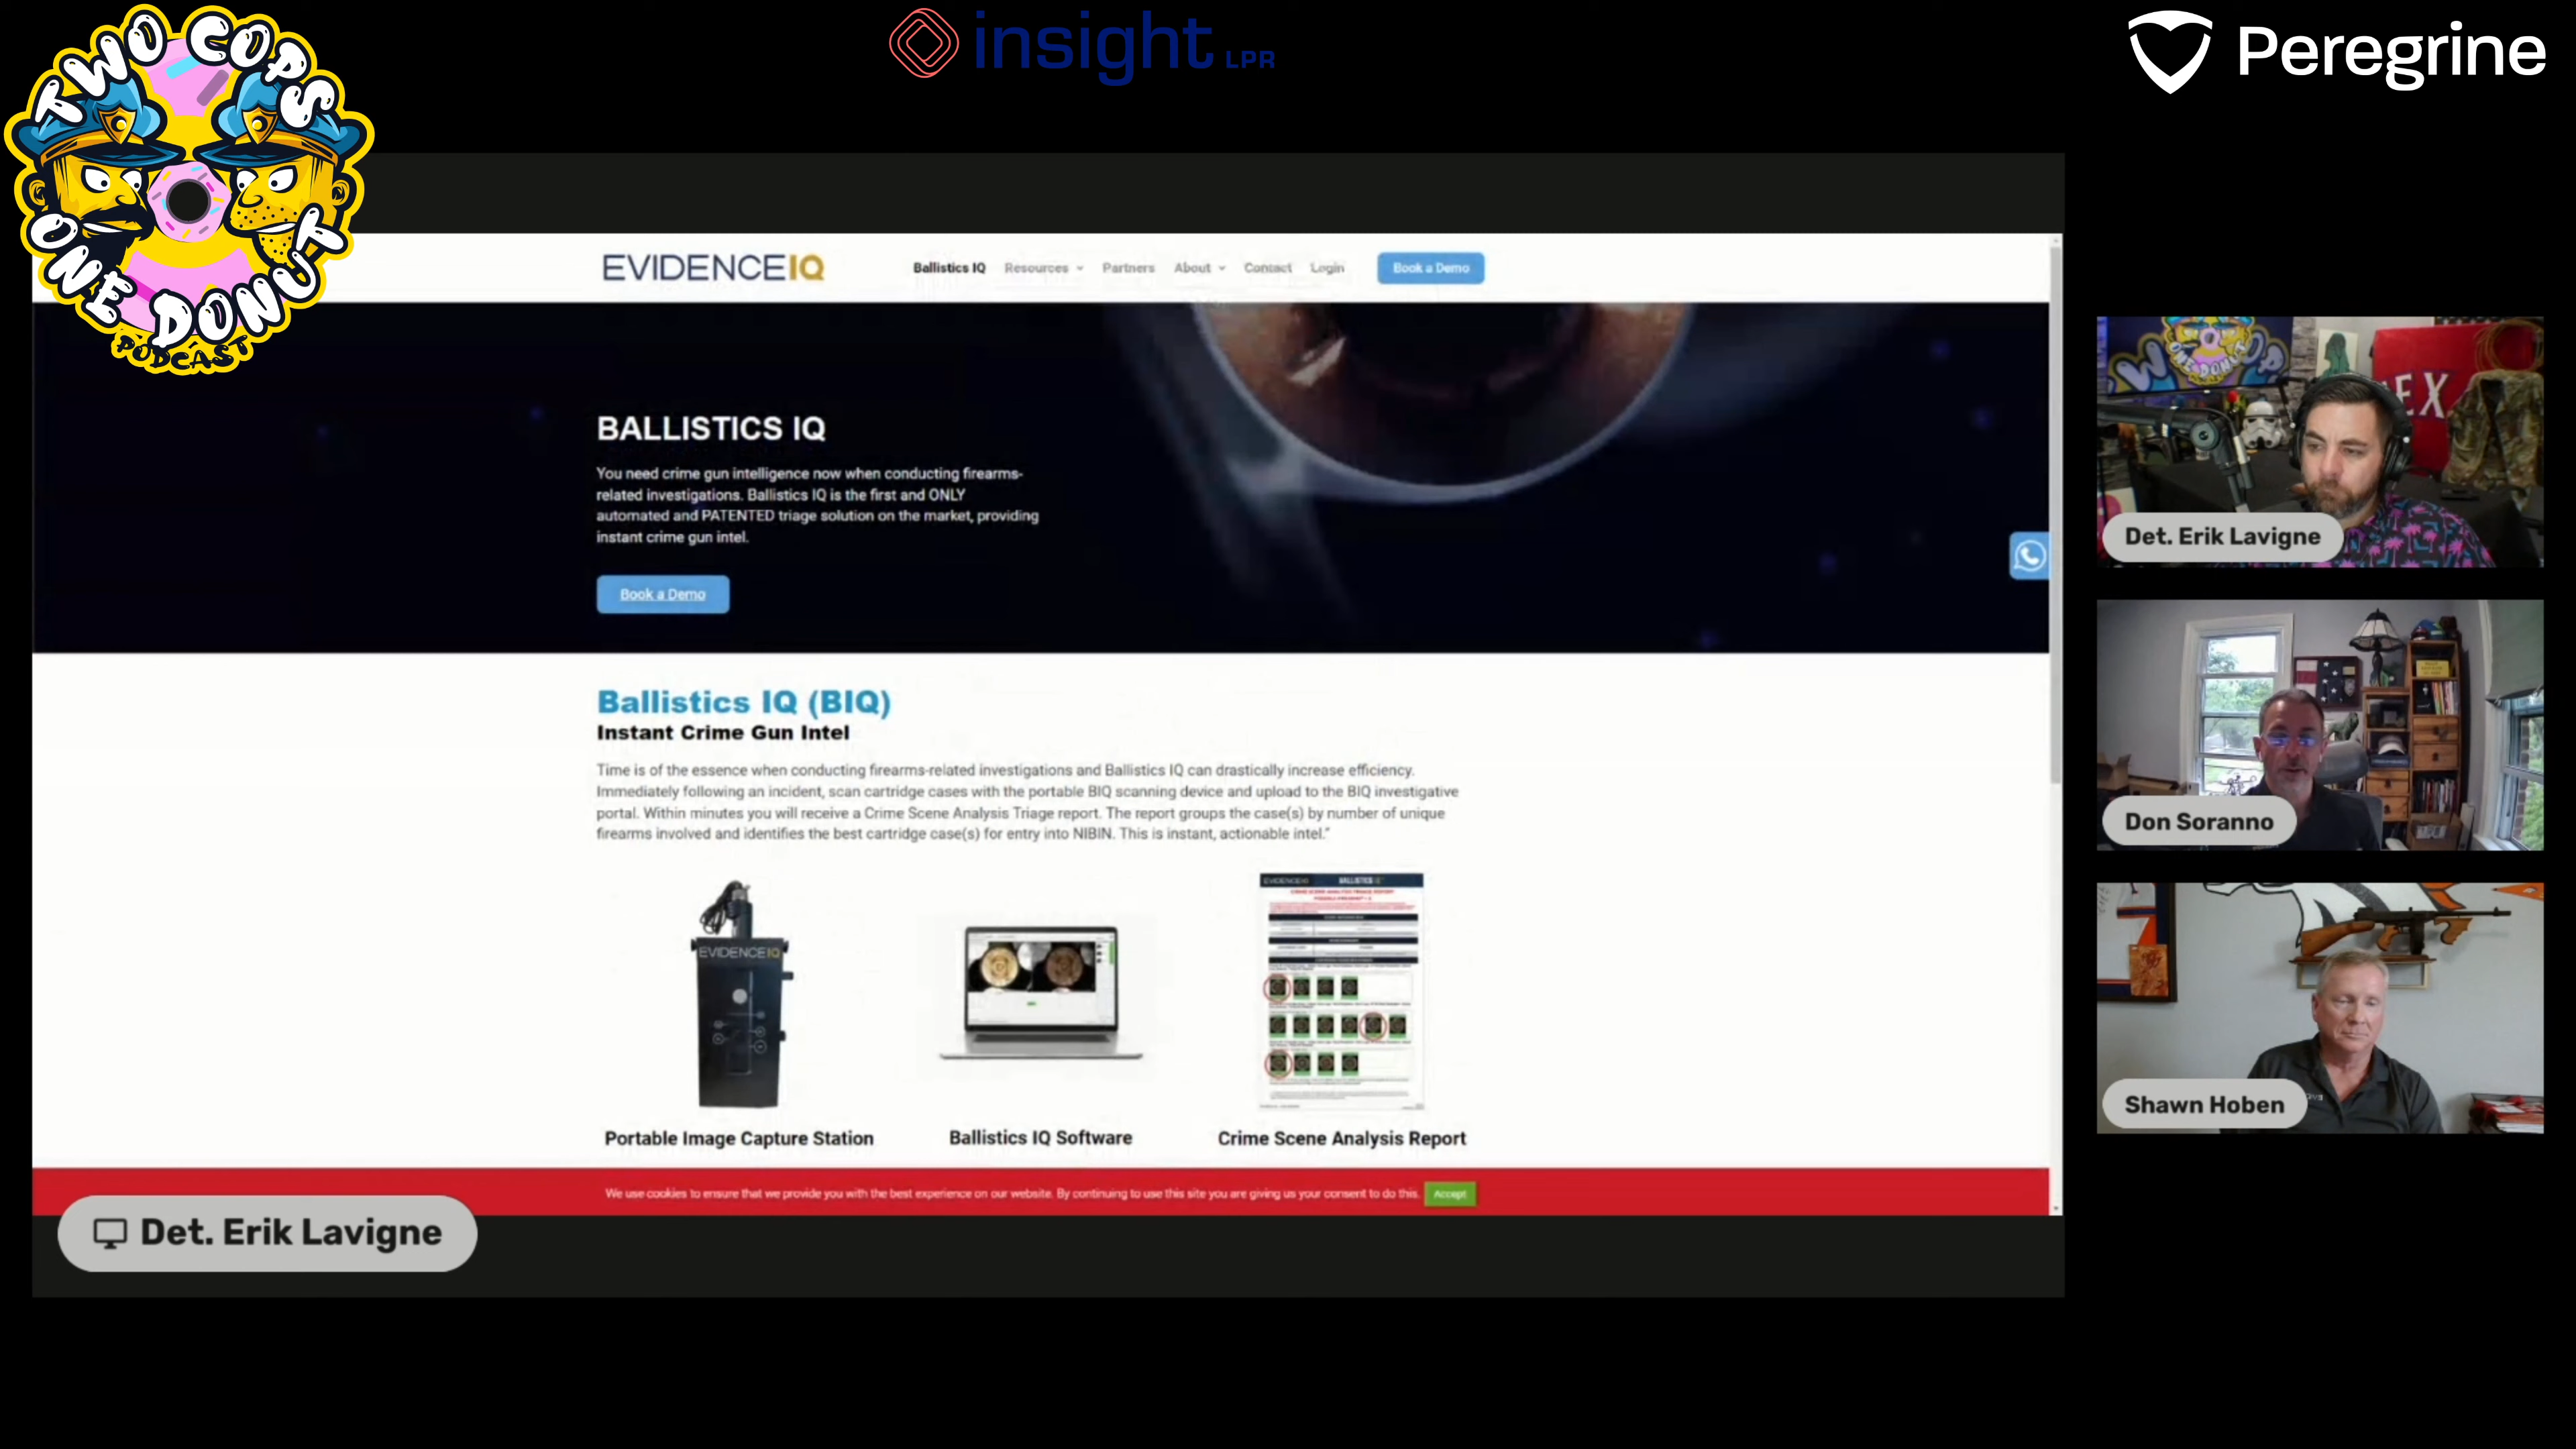 TWO COPS
ONE DONUT
PODCAST
insight LPR
Peregrine
EVIDENCEIQ
Ballistics IQ
Resources
Partners
About
Contact
Login
Book a Demo
BALLISTICS IQ
You need crime gun intelligence now when conducting firearms-
related investigations. Ballistics IQ is the first and ONLY
automated and PATENTED triage solution on the market, providing
instant crime gun intel.
Book a Demo
Ballistics IQ (BIQ)
Instant Crime Gun Intel
Time is of the essence when conducting firearms-related investigations and Ballistics IQ can drastically increase efficiency.
Immediately following an incident, scan cartridge cases with the portable BIQ scanning device and upload to the BIQ investigative
portal. Within minutes you will receive a Crime Scene Analysis Triage report. The report groups the case(s) by number of unique
firearms involved and identifies the best cartridge case(s) for entry into NIBIN. This is instant, actionable intel."
EVIDENCEIQ
EVIDENCEIQ BALLISTICS IQ
CRIME SCENE ANALYSIS TRIAGE REPORT
Portable Image Capture Station
Ballistics IQ Software
Crime Scene Analysis Report
We use cookies to ensure that we provide you with the best experience on our website. By continuing to use this site you are giving us your consent to do this.
Accept
Det. Erik Lavigne
Det. Erik Lavigne
Don Soranno
Shawn Hoben